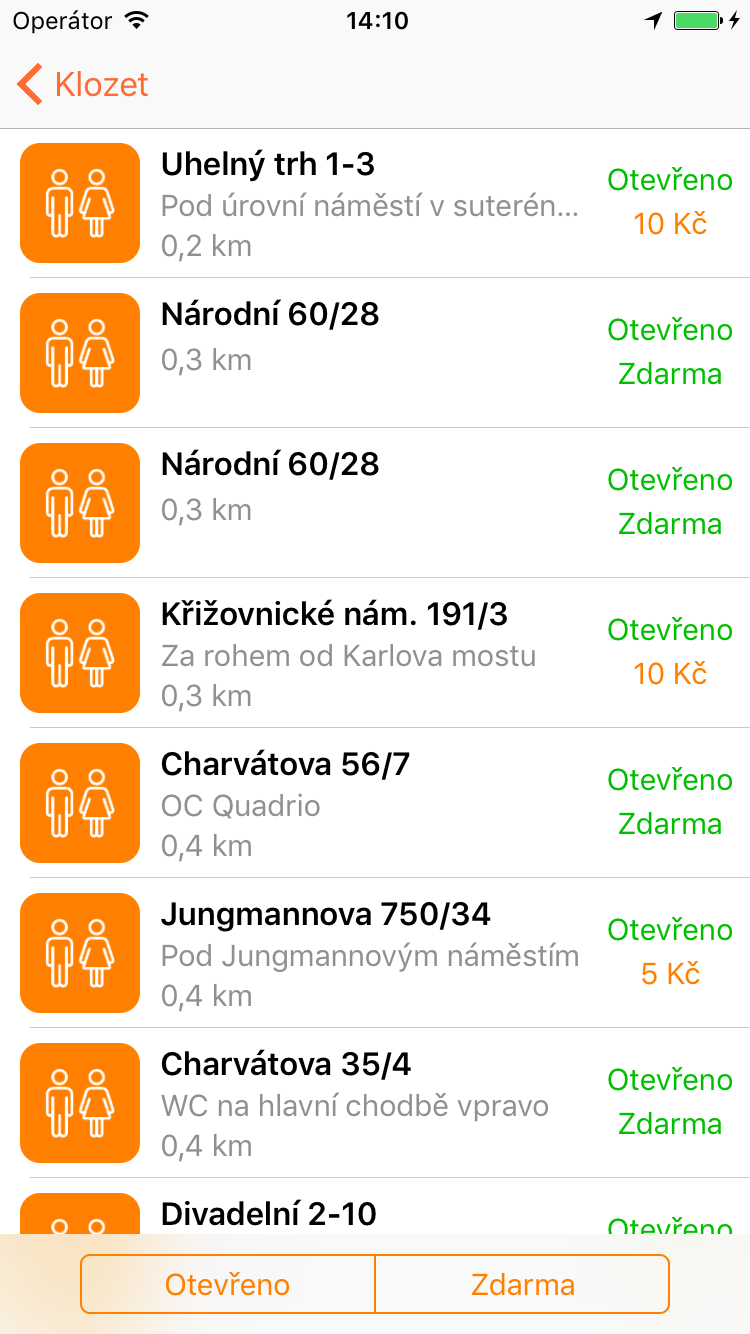 Operátor 14:10
Klozet
Uhelný trh 1-3
Pod úrovní náměstí v suterén...
0,2 km
Otevřeno
10 Kč
Národní 60/28
0,3 km
Otevřeno
Zdarma
Národní 60/28
0,3 km
Otevřeno
Zdarma
Křižovnické nám. 191/3
Za rohem od Karlova mostu
0,3 km
Otevřeno
10 Kč
Charvátova 56/7
OC Quadrio
0,4 km
Otevřeno
Zdarma
Jungmannova 750/34
Pod Jungmannovým náměstím
0,4 km
Otevřeno
5 Kč
Charvátova 35/4
WC na hlavní chodbě vpravo
0,4 km
Otevřeno
Zdarma
Divadelní 2-10
Otevřeno
Otevřeno Zdarma